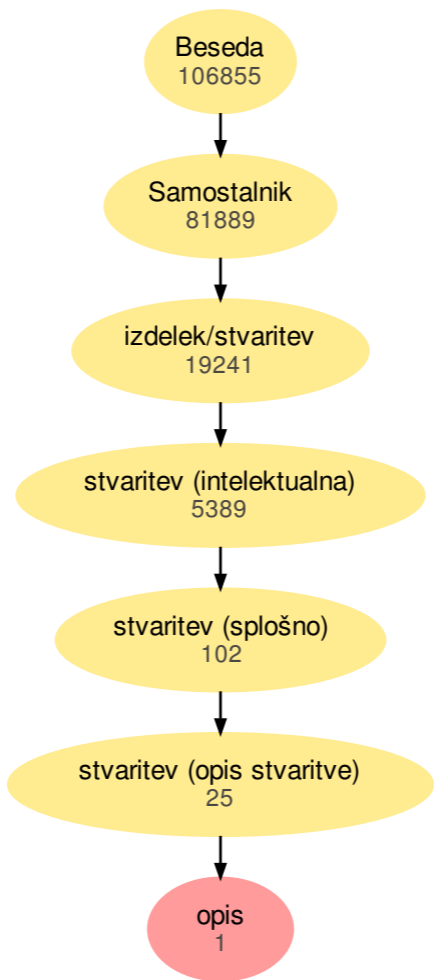 Beseda
106855
Samostalnik
81889
izdelek/stvaritev
19241
stvaritev (intelektualna)
5389
stvaritev (splošno)
102
stvaritev (opis stvaritve)
25
opis
1